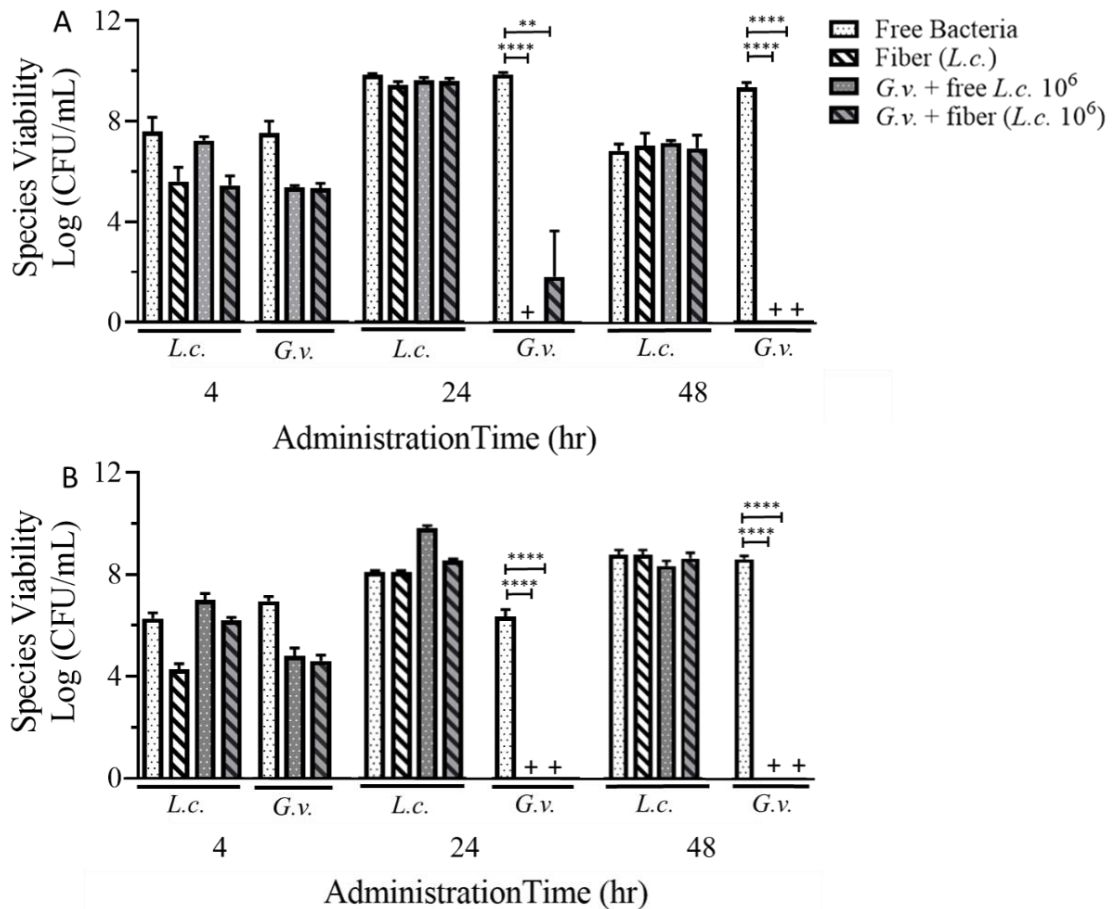 A
12
8
4
0
Species Viability
Log (CFU/mL)
**
****
****
****
+
+ +
Free Bacteria
Fiber (L.c.)
G.v. + free L.c. 10⁶
G.v. + fiber (L.c. 10⁶)
L.c. G.v. L.c. G.v. L.c. G.v.
4 24 48
AdministrationTime (hr)
B
12
8
4
0
Species Viability
Log (CFU/mL)
****
****
****
****
+ +
+ +
L.c. G.v. L.c. G.v. L.c. G.v.
4 24 48
AdministrationTime (hr)